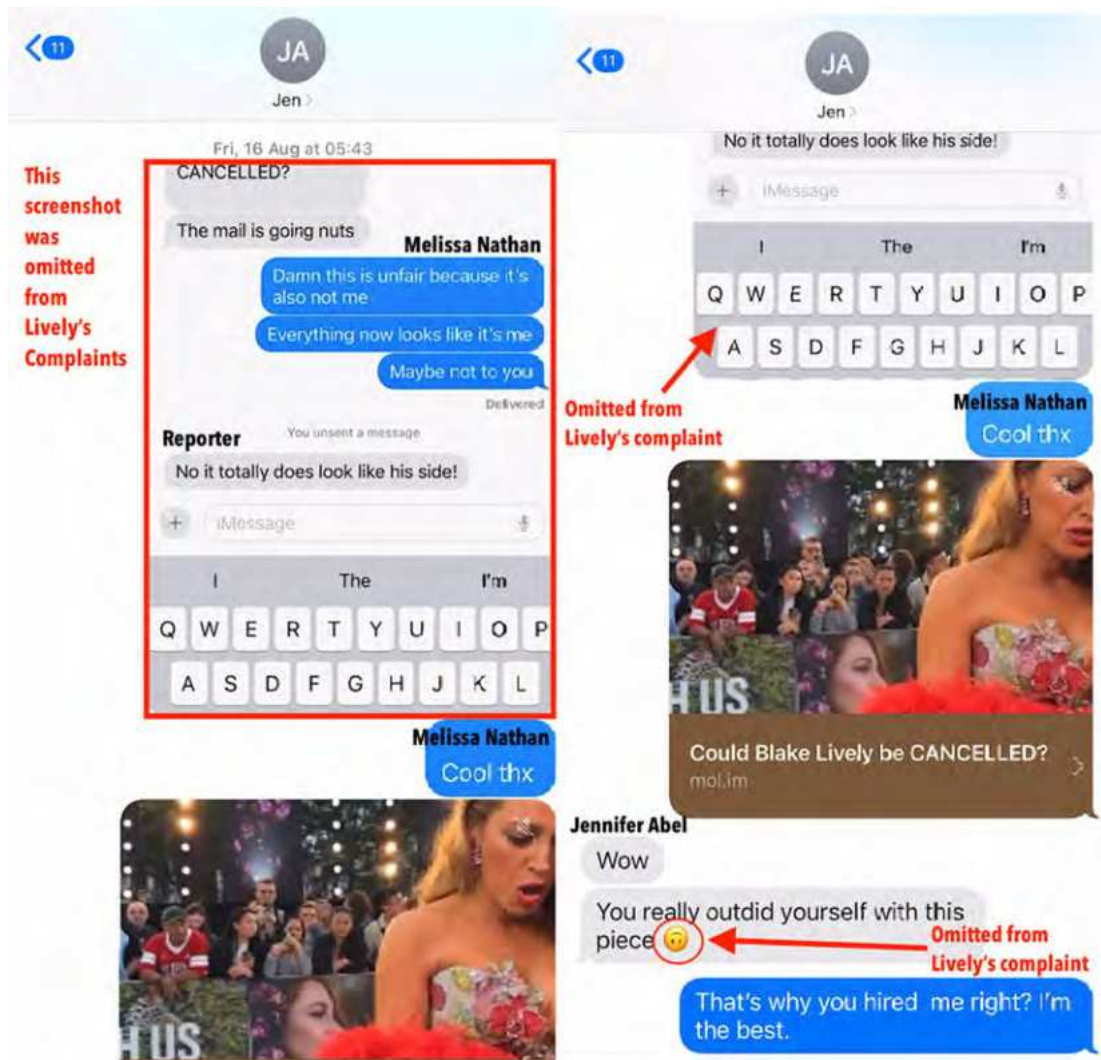 11
JA
Jen >
Fri, 16 Aug at 05:43
This
screenshot
was
omitted
from
Lively's
Complaints
CANCELLED?
The mail is going nuts
Melissa Nathan
Damn this is unfair because it's
also not me
Everything now looks like it's me
Maybe not to you
Delivered
You unsent a message
Reporter
No it totally does look like his side!
+ iMessage
I The I'm
Q W E R T Y U I O P
A S D F G H J K L
Melissa Nathan
Cool thx
H US
11
JA
Jen >
No it totally does look like his side!
+ iMessage
I The I'm
Q W E R T Y U I O P
A S D F G H J K L
Omitted from
Lively's complaint
Melissa Nathan
Cool thx
H US
Could Blake Lively be CANCELLED?
mol.im
Jennifer Abel
Wow
You really outdid yourself with this
piece 🙃
Omitted from
Lively's complaint
That's why you hired me right? I'm
the best.